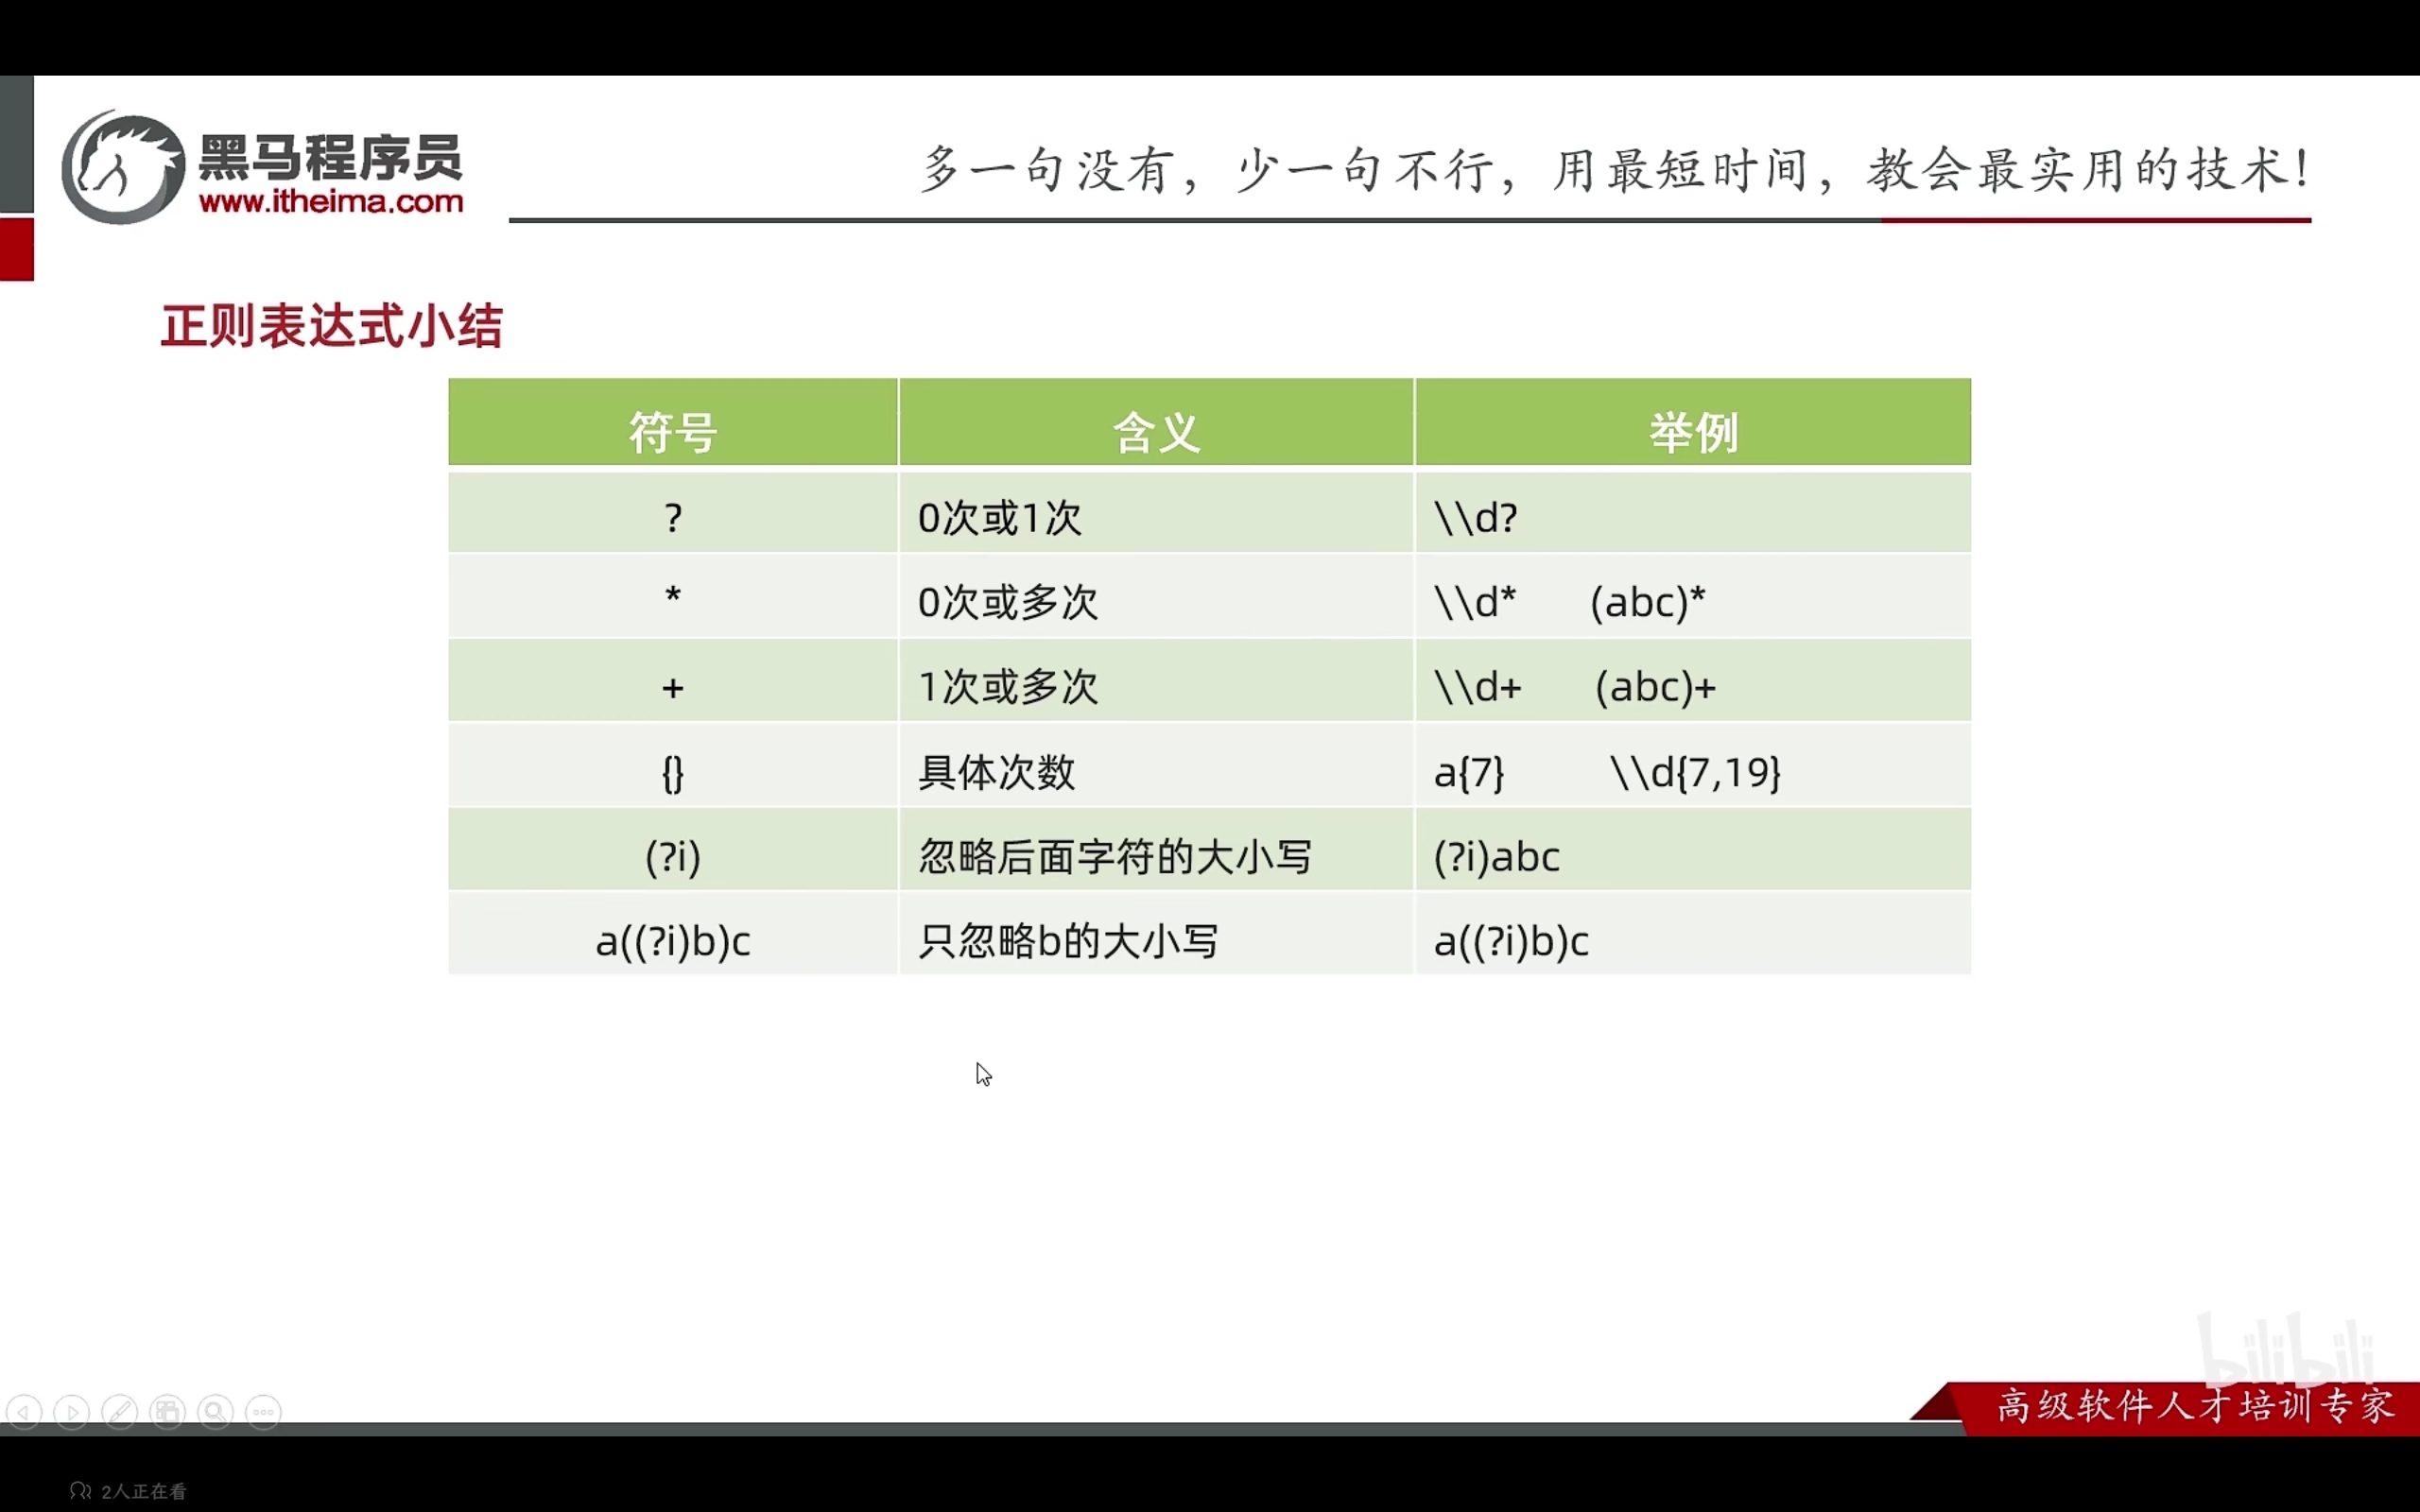 黑马程序员
www.itheima.com
多一句没有，少一句不行，用最短时间，教会最实用的技术！
正则表达式小结
符号 含义 举例
? 0次或1次 \\d?
* 0次或多次 \\d* (abc)*
+ 1次或多次 \\d+ (abc)+
{} 具体次数 a{7} \\d{7,19}
(?i) 忽略后面字符的大小写 (?i)abc
a((?i)b)c 只忽略b的大小写 a((?i)b)c
bilibili
高级软件人才培训专家
2人正在看